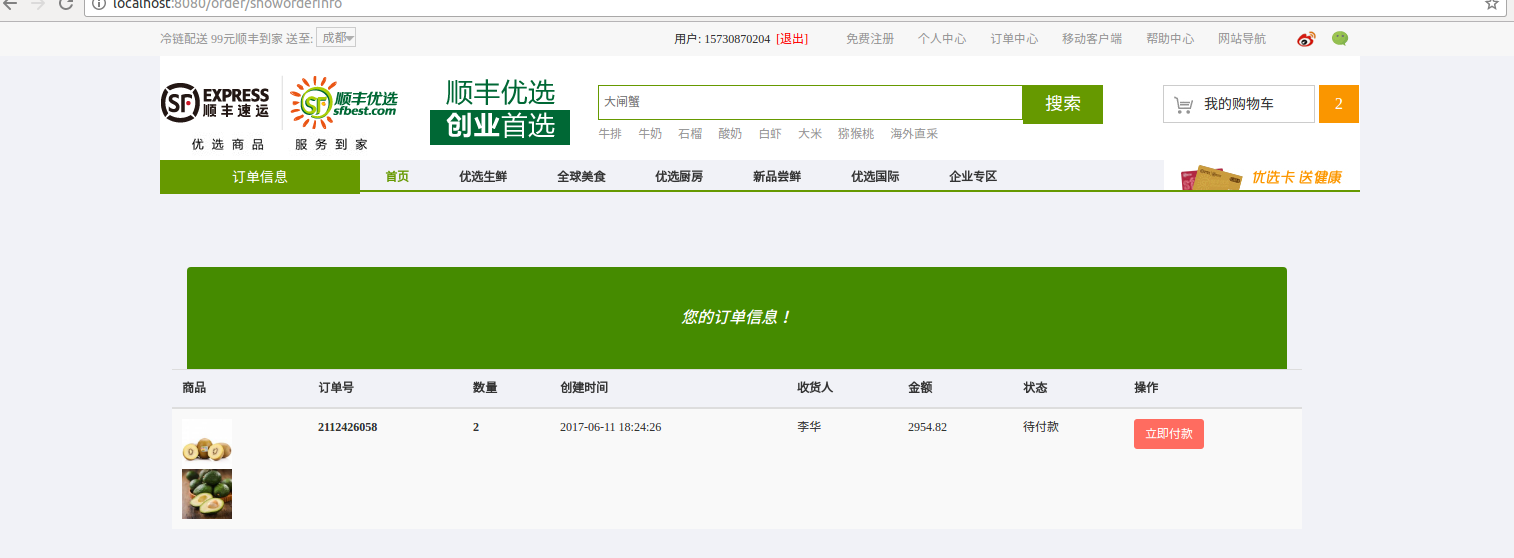 localhost:8080/order/showorderinfo
冷链配送 99元顺丰到家 送至: 成都
用户: 15730870204 [退出] 免费注册 个人中心 订单中心 移动客户端 帮助中心 网站导航
SF EXPRESS
顺丰速运
SF 顺丰优选
sfbest.com
优选商品 服务到家
顺丰优选
创业首选
大闸蟹 搜索
牛排 牛奶 石榴 酸奶 白虾 大米 猕猴桃 海外直采
我的购物车 2
订单信息 首页 优选生鲜 全球美食 优选厨房 新品尝鲜 优选国际 企业专区 优选卡 送健康
您的订单信息！
商品 订单号 数量 创建时间 收货人 金额 状态 操作
2112426058 2 2017-06-11 18:24:26 李华 2954.82 待付款 立即付款